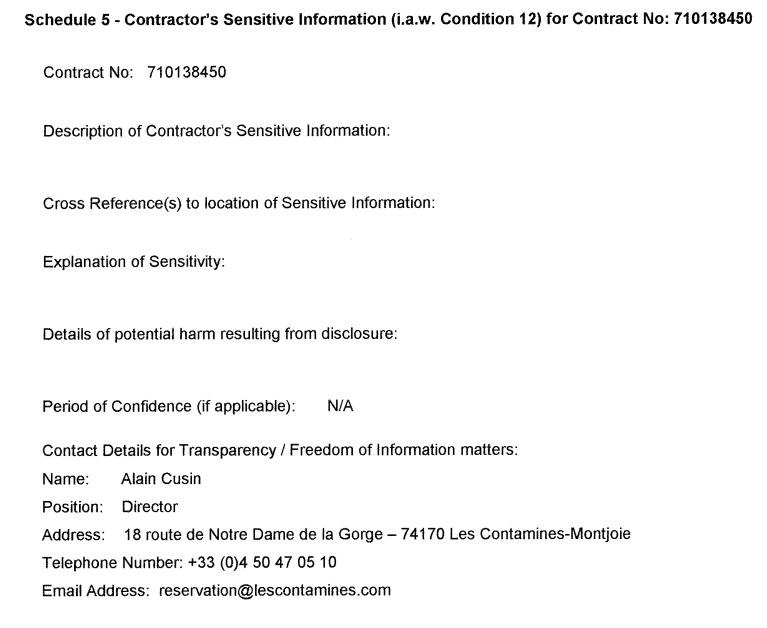 Schedule 5 - Contractor's Sensitive Information (i.a.w. Condition 12) for Contract No: 710138450
Contract No: 710138450
Description of Contractor's Sensitive Information:
Cross Reference(s) to location of Sensitive Information:
Explanation of Sensitivity:
Details of potential harm resulting from disclosure:
Period of Confidence (if applicable): N/A
Contact Details for Transparency / Freedom of Information matters:
Name: Alain Cusin
Position: Director
Address: 18 route de Notre Dame de la Gorge – 74170 Les Contamines-Montjoie
Telephone Number: +33 (0)4 50 47 05 10
Email Address: reservation@lescontamines.com